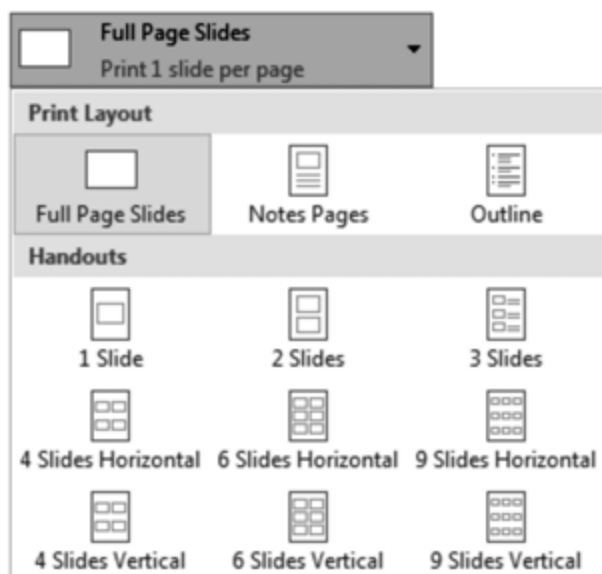 Full Page Slides
Print 1 slide per page
Print Layout
Full Page Slides Notes Pages Outline
Handouts
1 Slide 2 Slides 3 Slides
4 Slides Horizontal 6 Slides Horizontal 9 Slides Horizontal
4 Slides Vertical 6 Slides Vertical 9 Slides Vertical